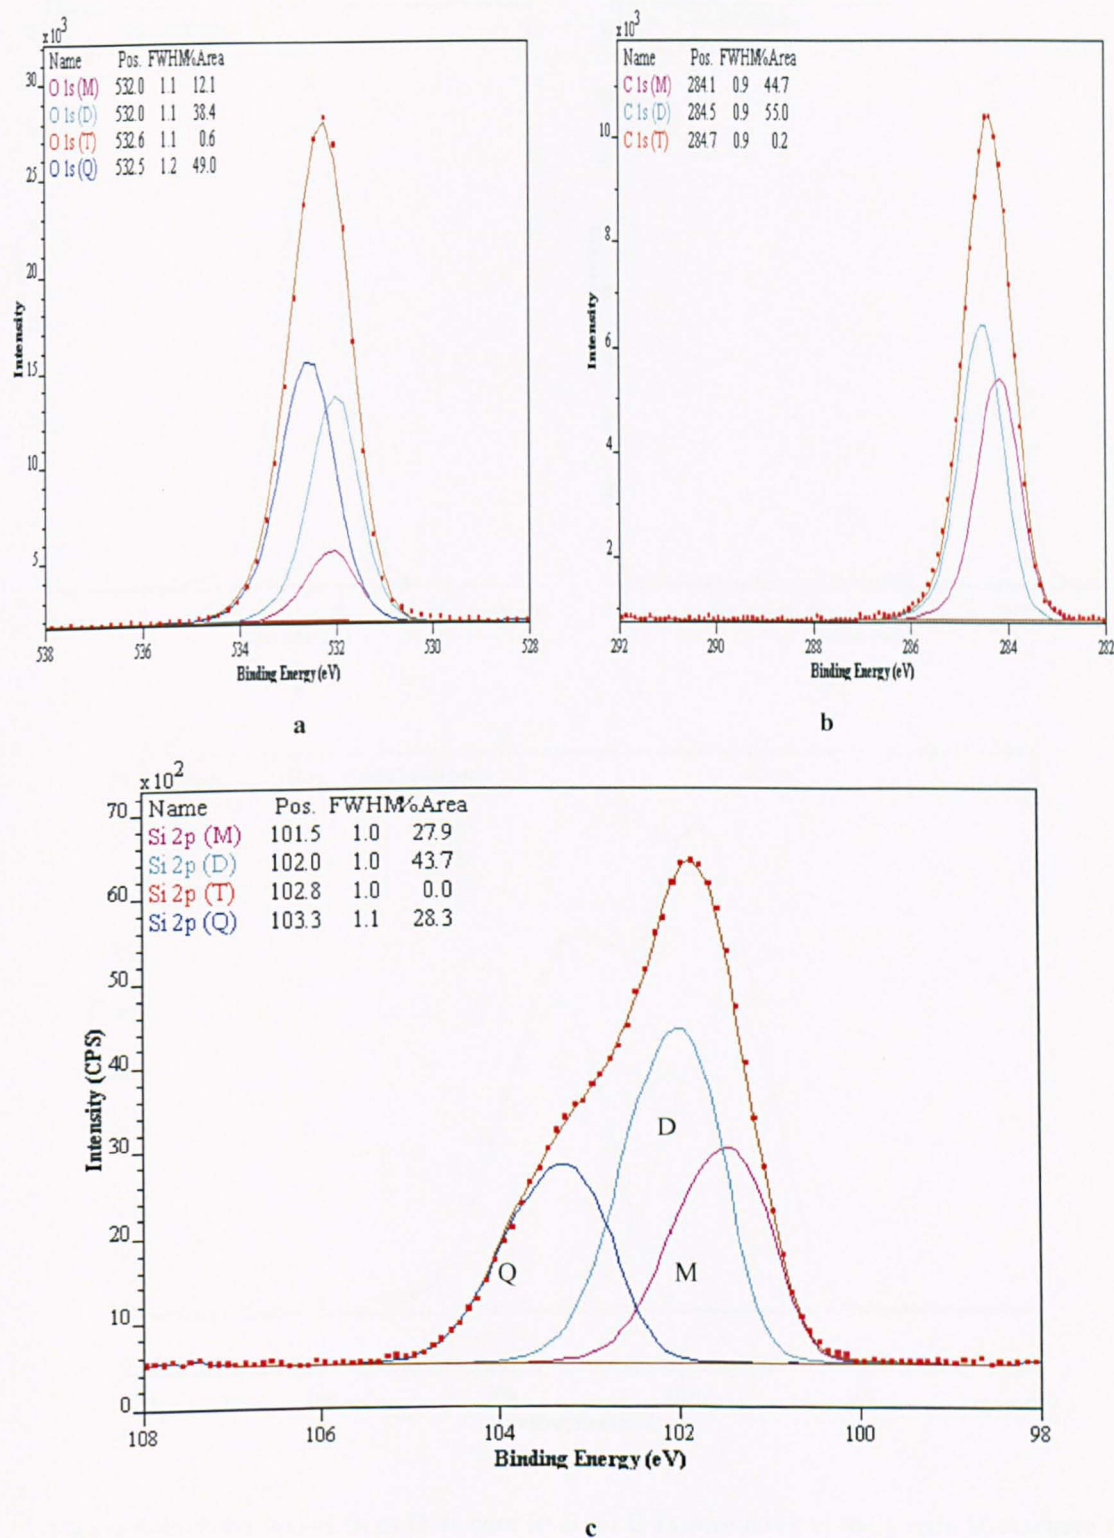 x10³
Name Pos. FWHM%Area
O 1s (M) 532.0 1.1 12.1
O 1s (D) 532.0 1.1 38.4
O 1s (T) 532.6 1.1 0.6
O 1s (Q) 532.5 1.2 49.0
30
25
20
15
10
5
Intensity
538 536 534 532 530 528
Binding Energy (eV)
a
x10³
Name Pos. FWHM%Area
C 1s (M) 284.1 0.9 44.7
C 1s (D) 284.5 0.9 55.0
C 1s (T) 284.7 0.9 0.2
10
8
6
4
2
Intensity
292 290 288 286 284 282
Binding Energy (eV)
b
x10²
Name Pos. FWHM%Area
Si 2p (M) 101.5 1.0 27.9
Si 2p (D) 102.0 1.0 43.7
Si 2p (T) 102.8 1.0 0.0
Si 2p (Q) 103.3 1.1 28.3
70
60
50
40
30
20
10
0
Intensity (CPS)
D
Q
M
108 106 104 102 100 98
Binding Energy (eV)
c